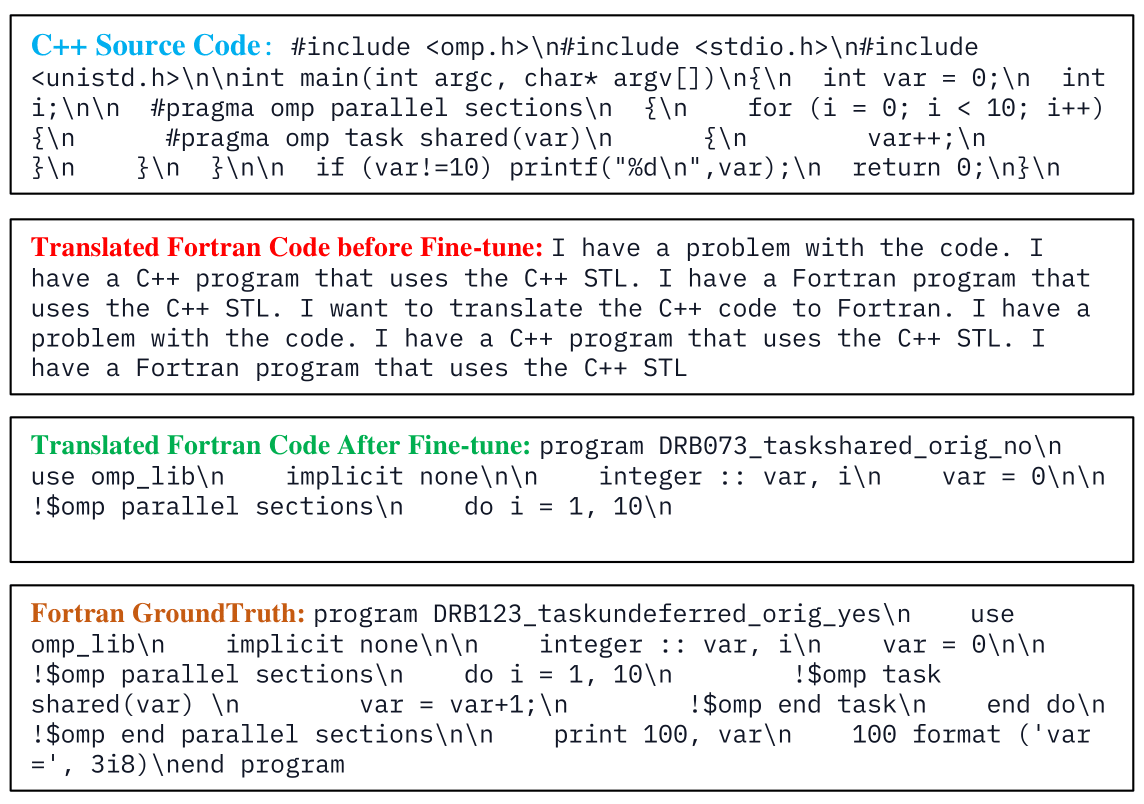 C++ Source Code: #include <omp.h>\n#include <stdio.h>\n#include
<unistd.h>\n\nint main(int argc, char* argv[])\n{\n  int var = 0;\n  int
i;\n\n  #pragma omp parallel sections\n  {\n    for (i = 0; i < 10; i++)
{\n      #pragma omp task shared(var)\n      {\n        var++;\n
}\n    }\n  }\n\n  if (var!=10) printf("%d\n",var);\n  return 0;\n}\n
Translated Fortran Code before Fine-tune: I have a problem with the code. I
have a C++ program that uses the C++ STL. I have a Fortran program that
uses the C++ STL. I want to translate the C++ code to Fortran. I have a
problem with the code. I have a C++ program that uses the C++ STL. I
have a Fortran program that uses the C++ STL
Translated Fortran Code After Fine-tune: program DRB073_taskshared_orig_no\n
use omp_lib\n    implicit none\n\n    integer :: var, i\n    var = 0\n\n
!$omp parallel sections\n    do i = 1, 10\n
Fortran GroundTruth: program DRB123_taskundeferred_orig_yes\n    use
omp_lib\n    implicit none\n\n    integer :: var, i\n    var = 0\n\n
!$omp parallel sections\n    do i = 1, 10\n        !$omp task
shared(var) \n        var = var+1;\n        !$omp end task\n    end do\n
!$omp end parallel sections\n\n    print 100, var\n    100 format ('var
=', 3i8)\nend program